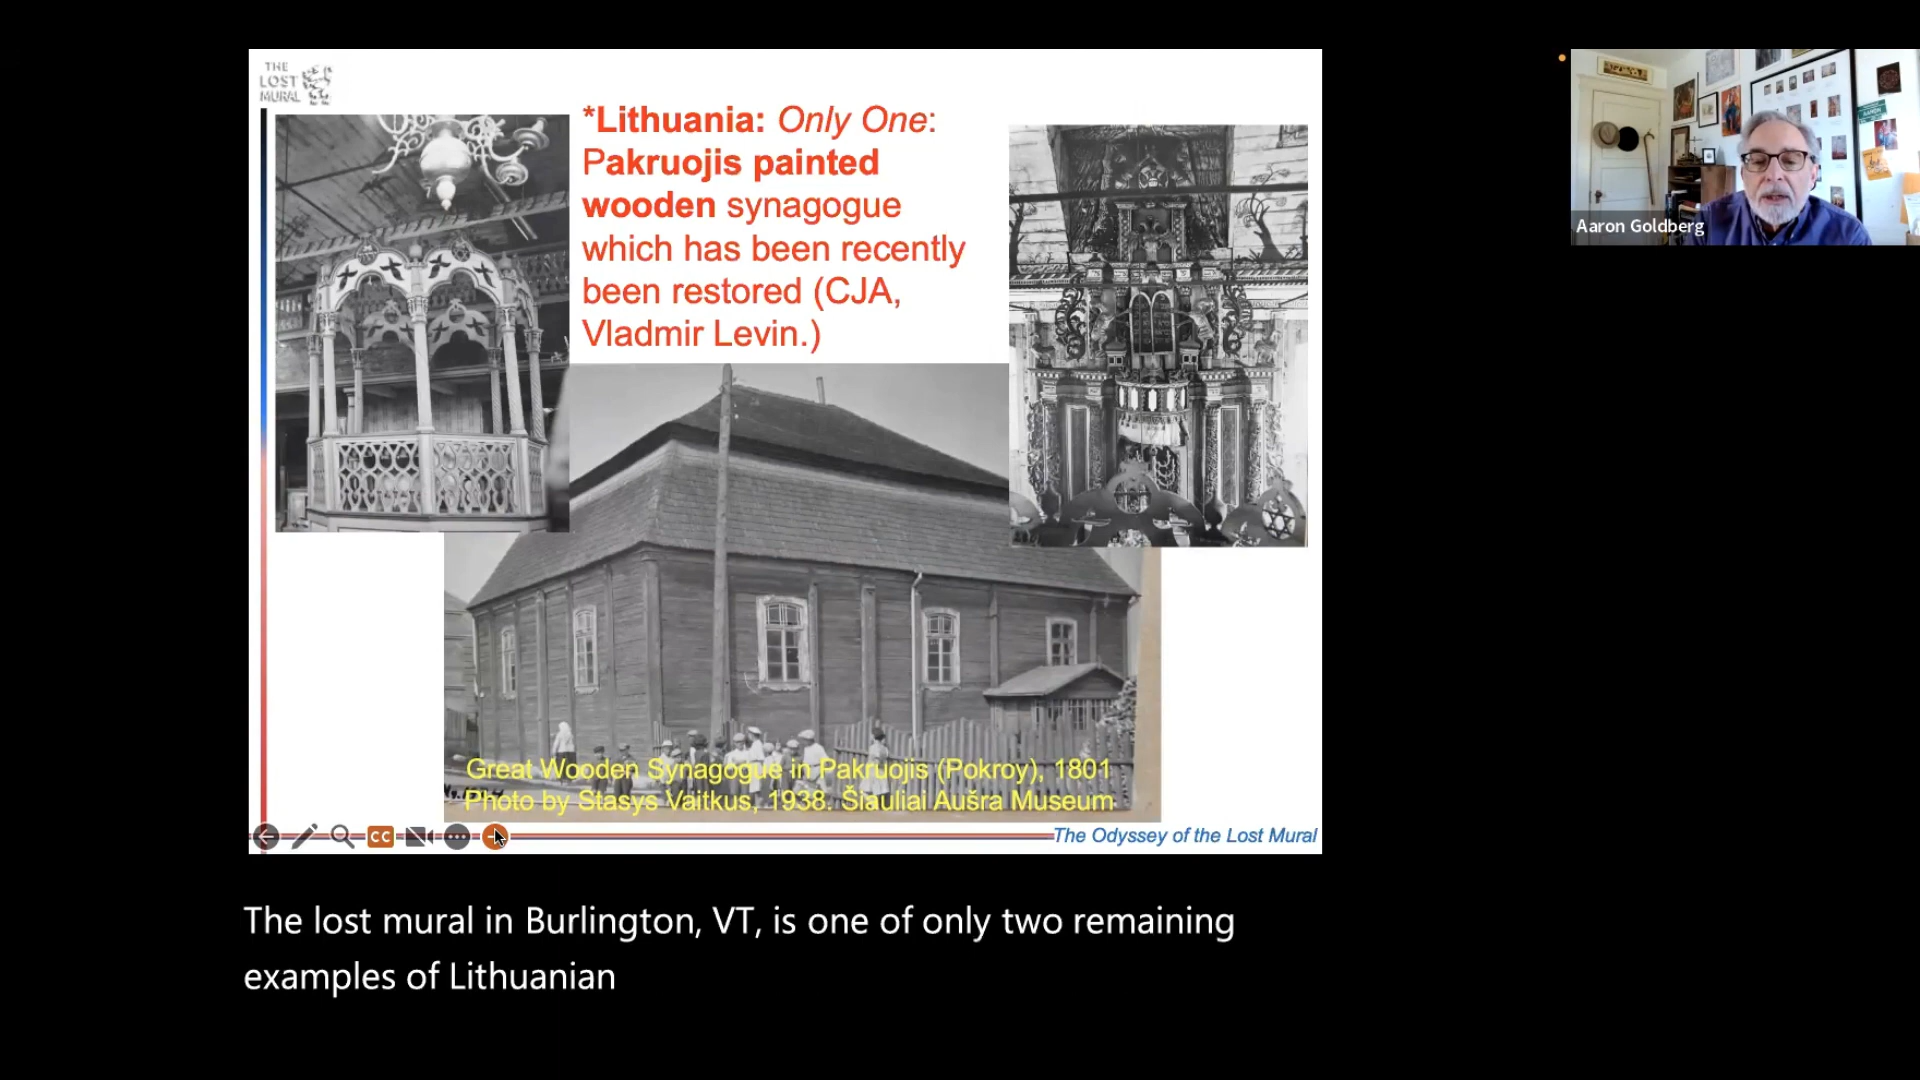 THE
LOST
MURAL
*Lithuania: Only One:
Pakruojis painted
wooden synagogue
which has been recently
been restored (CJA,
Vladmir Levin.)
Great Wooden Synagogue in Pakruojis (Pokroy), 1801
Photo by Stasys Vaitkus, 1938. Šiauliai Aušra Museum
CC
The Odyssey of the Lost Mural
Aaron Goldberg
The lost mural in Burlington, VT, is one of only two remaining
examples of Lithuanian